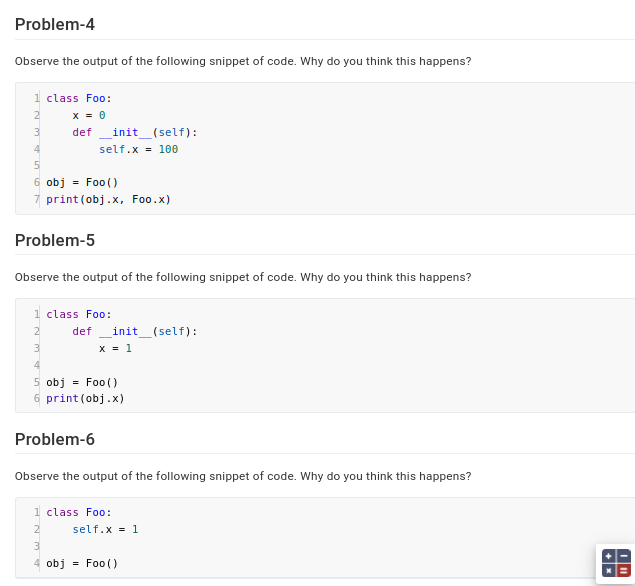 Problem-4
Observe the output of the following snippet of code. Why do you think this happens?
1 class Foo:
2     x = 0
3     def __init__(self):
4         self.x = 100
5
6 obj = Foo()
7 print(obj.x, Foo.x)
Problem-5
Observe the output of the following snippet of code. Why do you think this happens?
1 class Foo:
2     def __init__(self):
3         x = 1
4
5 obj = Foo()
6 print(obj.x)
Problem-6
Observe the output of the following snippet of code. Why do you think this happens?
1 class Foo:
2     self.x = 1
3
4 obj = Foo()